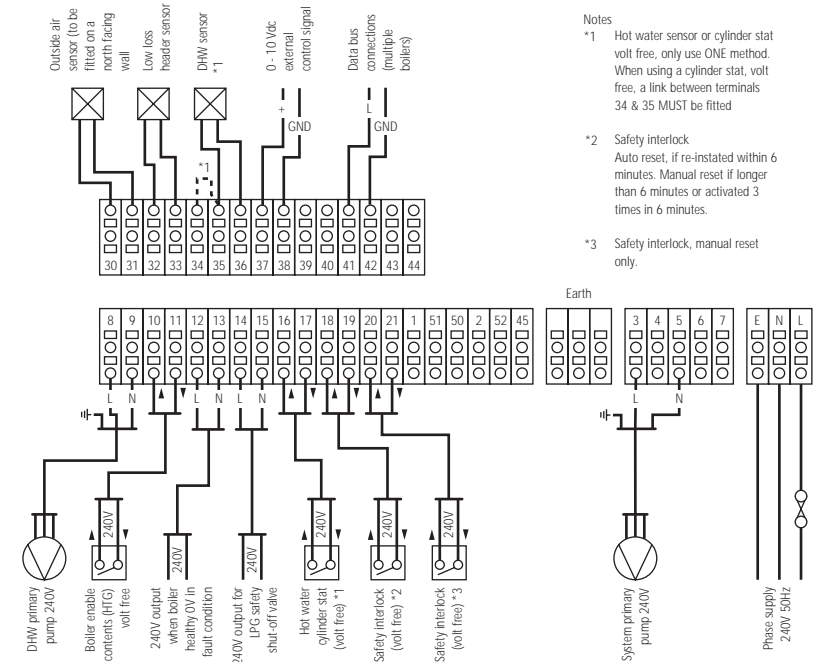 Outside air
sensor (to be
fitted on a
north facing
wall
Low loss
header sensor
DHW sensor
*1
0 - 10 Vdc
external
control signal
Data bus
connections
(multiple
boilers)
+
GND
L
GND
*1
30 31 32 33 34 35 36 37 38 39 40 41 42 43 44
Notes
*1 Hot water sensor or cylinder stat
volt free, only use ONE method.
When using a cylinder stat, volt
free, a link between terminals
34 & 35 MUST be fitted
*2 Safety interlock
Auto reset, if re-instated within 6
minutes. Manual reset if longer
than 6 minutes or activated 3
times in 6 minutes.
*3 Safety interlock, manual reset
only.
Earth
8 9 10 11 12 13 14 15 16 17 18 19 20 21 1 51 50 2 52 45
3 4 5 6 7
E N L
L N L N L N
L N
240V
240V
240V
240V
240V
240V
DHW primary
pump 240V
Boiler enable
contents (HTG)
volt free
240V output
when boiler
healthy 0V in
fault condition
240V output for
LPG safety
shut-off valve
Hot water
cylinder stat
(volt free) *1
Safety interlock
(volt free) *2
Safety interlock
(volt free) *3
System primary
pump 240V
Phase supply
240V 50Hz